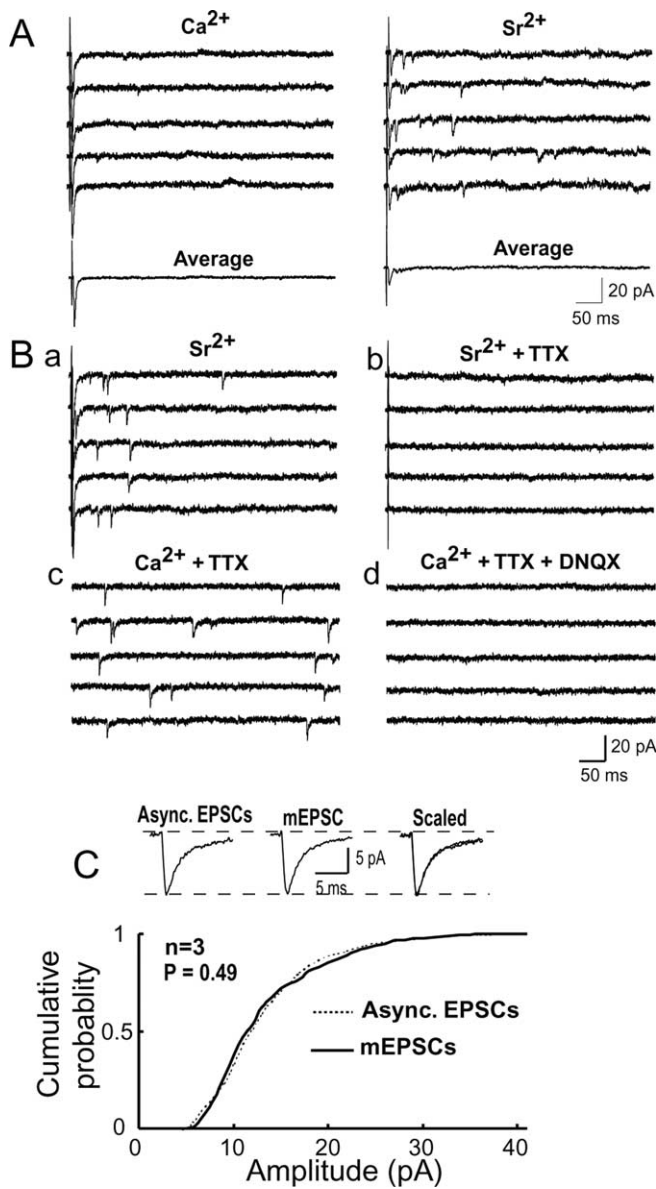 A
Ca2+
Sr2+
Average
Average
20 pA
50 ms
B
a
Sr2+
b
Sr2+ + TTX
c
Ca2+ + TTX
d
Ca2+ + TTX + DNQX
20 pA
50 ms
C
Async. EPSCs
mEPSC
Scaled
5 pA
5 ms
Cumulative
probablity
1
0.5
0
n=3
P = 0.49
Async. EPSCs
mEPSCs
0 10 20 30 40
Amplitude (pA)